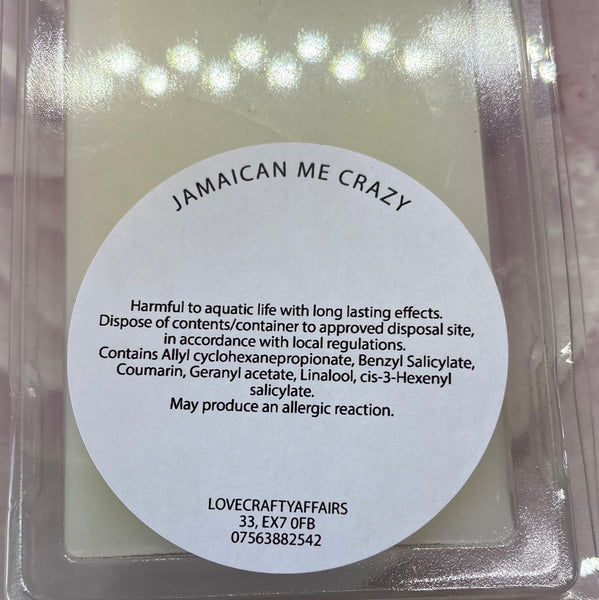 JAMAICAN ME CRAZY
Harmful to aquatic life with long lasting effects.
Dispose of contents/container to approved disposal site,
in accordance with local regulations.
Contains Allyl cyclohexanepropionate, Benzyl Salicylate,
Coumarin, Geranyl acetate, Linalool, cis-3-Hexenyl
salicylate.
May produce an allergic reaction.
LOVECRAFTYAFFAIRS
33, EX7 0FB
07563882542